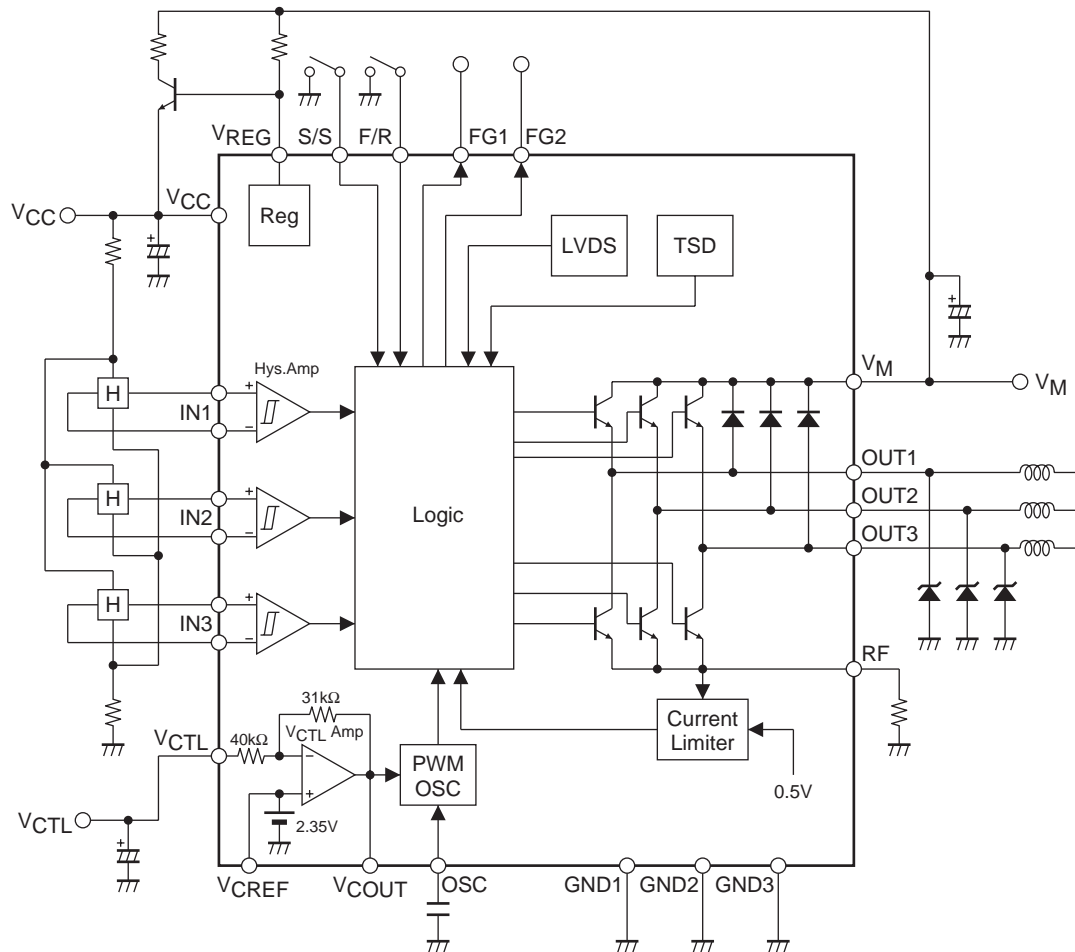 VREG
S/S
F/R
FG1
FG2
VCC
VCC
Reg
LVDS
TSD
VM
VM
Hys.Amp
H
IN1
+
−
H
IN2
+
−
H
IN3
+
−
Logic
OUT1
OUT2
OUT3
RF
31kΩ
VCTL
40kΩ
VCTL Amp
−
+
PWM
OSC
Current
Limiter
0.5V
2.35V
VCTL
+
+
+
VCREF
VCOUT
OSC
GND1
GND2
GND3